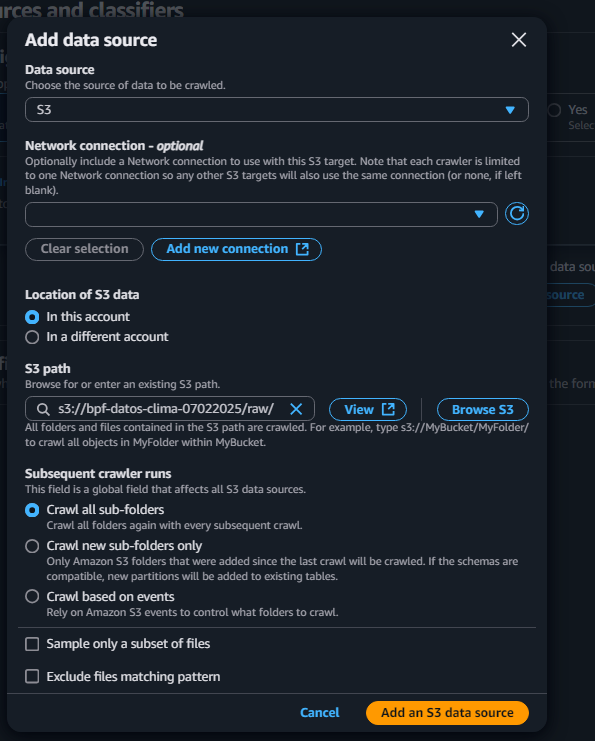 rces and classifiers
Add data source
Data source
Choose the source of data to be crawled.
S3
Yes
Selec
Network connection - optional
Optionally include a Network connection to use with this S3 target. Note that each crawler is limited
to one Network connection so any other S3 targets will also use the same connection (or none, if left
blank).
Clear selection
Add new connection
data sou
source
Location of S3 data
In this account
In a different account
S3 path
Browse for or enter an existing S3 path.
the form
s3://bpf-datos-clima-07022025/raw/
View
Browse S3
All folders and files contained in the S3 path are crawled. For example, type s3://MyBucket/MyFolder/
to crawl all objects in MyFolder within MyBucket.
Subsequent crawler runs
This field is a global field that affects all S3 data sources.
Crawl all sub-folders
Crawl all folders again with every subsequent crawl.
Crawl new sub-folders only
Only Amazon S3 folders that were added since the last crawl will be crawled. If the schemas are
compatible, new partitions will be added to existing tables.
Crawl based on events
Rely on Amazon S3 events to control what folders to crawl.
Sample only a subset of files
Exclude files matching pattern
Cancel
Add an S3 data source